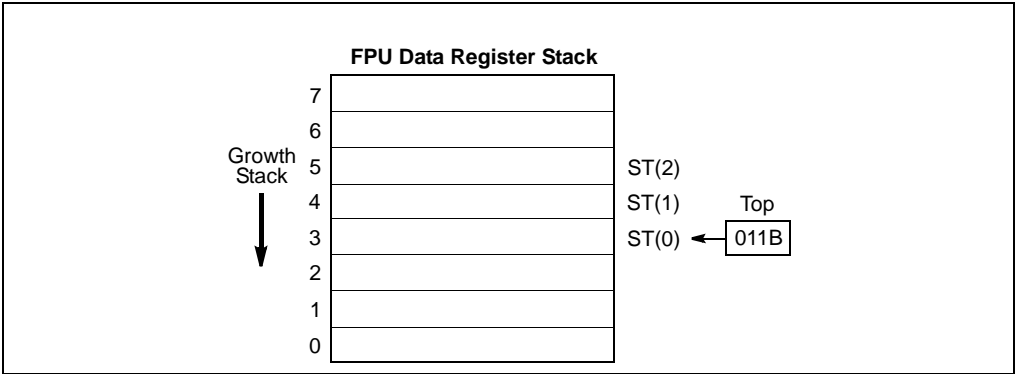 FPU Data Register Stack
7
6
Growth
Stack
5
ST(2)
4
ST(1)
Top
3
ST(0)
011B
2
1
0